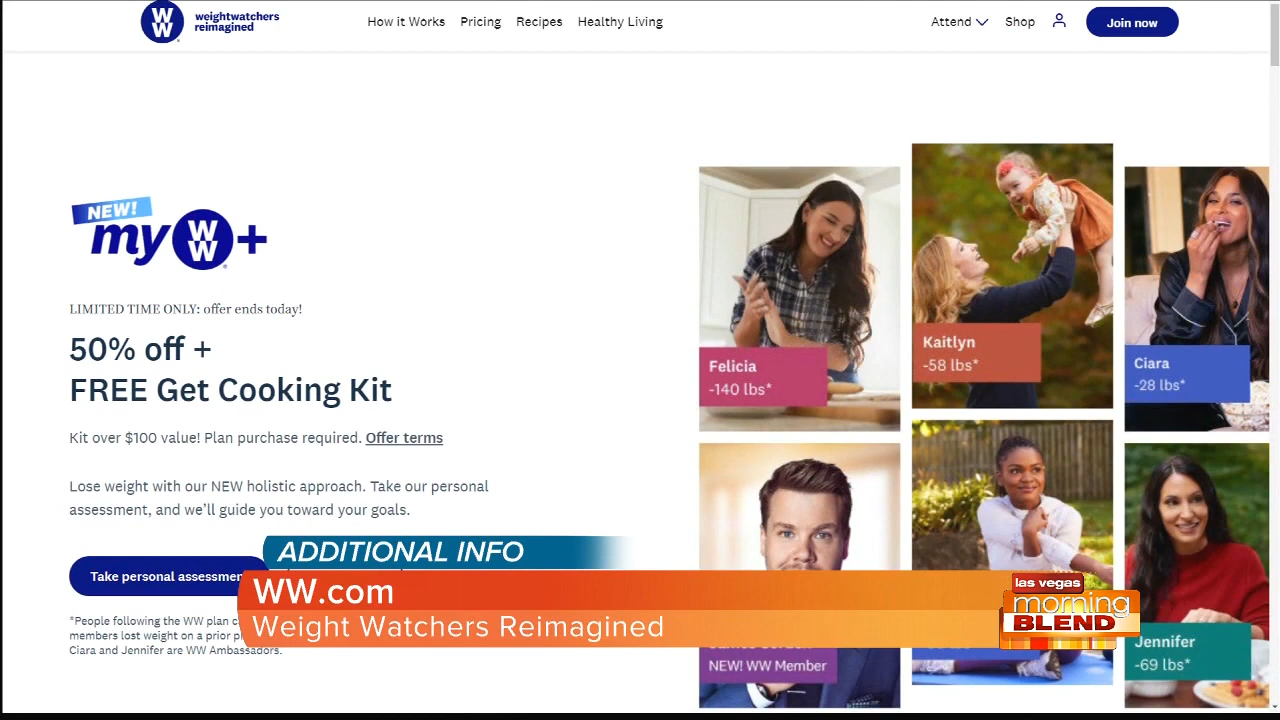 WW
weightwatchers
reimagined
How it Works
Pricing
Recipes
Healthy Living
Attend
Shop
Join now
NEW!
my WW +
LIMITED TIME ONLY: offer ends today!
50% off +
FREE Get Cooking Kit
Kit over $100 value! Plan purchase required. Offer terms
Lose weight with our NEW holistic approach. Take our personal
assessment, and we'll guide you toward your goals.
Take personal assessmen
*People following the WW plan
members lost weight on a prior
Ciara and Jennifer are WW Ambassadors.
Felicia
-140 lbs*
Kaitlyn
-58 lbs*
Ciara
-28 lbs*
NEW! WW Member
Jennifer
-69 lbs*
ADDITIONAL INFO
WW.com
Weight Watchers Reimagined
las vegas
morning
BLEND